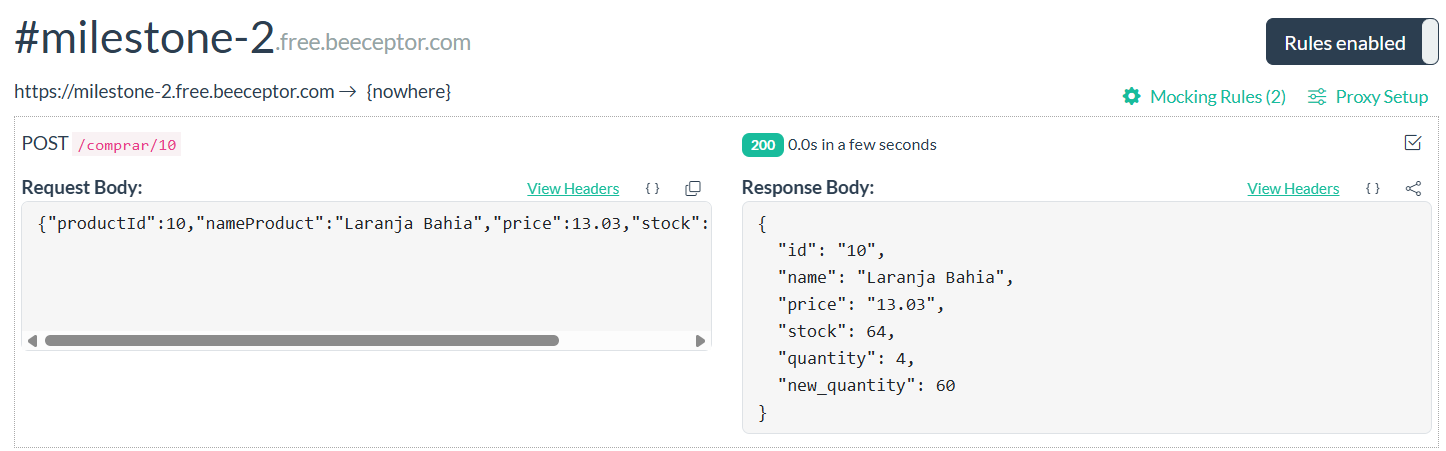 #milestone-2.free.beeceptor.com
Rules enabled
https://milestone-2.free.beeceptor.com → {nowhere}
Mocking Rules (2)
Proxy Setup
POST /comprar/10
200 0.0s in a few seconds
Request Body:
View Headers
{ }
{"productId":10,"nameProduct":"Laranja Bahia","price":13.03,"stock":
Response Body:
View Headers
{ }
{
  "id": "10",
  "name": "Laranja Bahia",
  "price": "13.03",
  "stock": 64,
  "quantity": 4,
  "new_quantity": 60
}